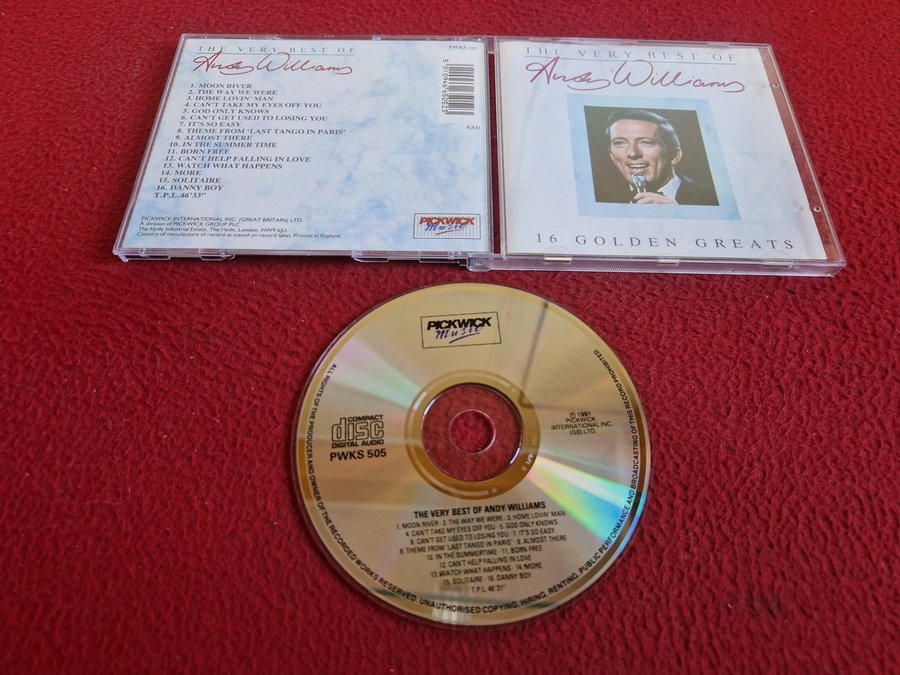 THE VERY BEST OF
PWKS 505
Andy Williams
1. MOON RIVER
2. THE WAY WE WERE
3. HOME LOVIN' MAN
4. CAN'T TAKE MY EYES OFF YOU
5. GOD ONLY KNOWS
6. CAN'T GET USED TO LOSING YOU
7. IT'S SO EASY
8. THEME FROM 'LAST TANGO IN PARIS'
9. ALMOST THERE
10. IN THE SUMMER TIME
11. BORN FREE
12. CAN'T HELP FALLING IN LOVE
13. WATCH WHAT HAPPENS
14. MORE
15. SOLITAIRE
16. DANNY BOY
T.P.L. 46'33"
5 010946 650523
AAD
PICKWICK INTERNATIONAL INC. (GREAT BRITAIN) LTD.
A division of PICKWICK GROUP PLC
The Hyde Industrial Estate, The Hyde, London. NW9 6JU.
Country of manufacture of record as stated on record label. Printed in England.
PICKWICK
Music
THE VERY BEST OF
Andy Williams
16 GOLDEN GREATS
PICKWICK
Music
COMPACT
disc
DIGITAL AUDIO
PWKS 505
℗ 1991
PICKWICK
INTERNATIONAL INC.
(GB) LTD.
THE VERY BEST OF ANDY WILLIAMS
1. MOON RIVER · 2. THE WAY WE WERE · 3. HOME LOVIN' MAN
4. CAN'T TAKE MY EYES OFF YOU · 5. GOD ONLY KNOWS
6. CAN'T GET USED TO LOSING YOU · 7. IT'S SO EASY
8. THEME FROM 'LAST TANGO IN PARIS' · 9. ALMOST THERE
10. IN THE SUMMERTIME · 11. BORN FREE
12. CAN'T HELP FALLING IN LOVE
13. WATCH WHAT HAPPENS · 14. MORE
15. SOLITAIRE · 16. DANNY BOY
T.P.L. 46'31"
ALL RIGHTS OF THE PRODUCER AND OWNER OF THE RECORDED WORKS RESERVED. UNAUTHORISED COPYING, HIRING, RENTING, PUBLIC PERFORMANCE AND BROADCASTING OF THIS RECORD PROHIBITED